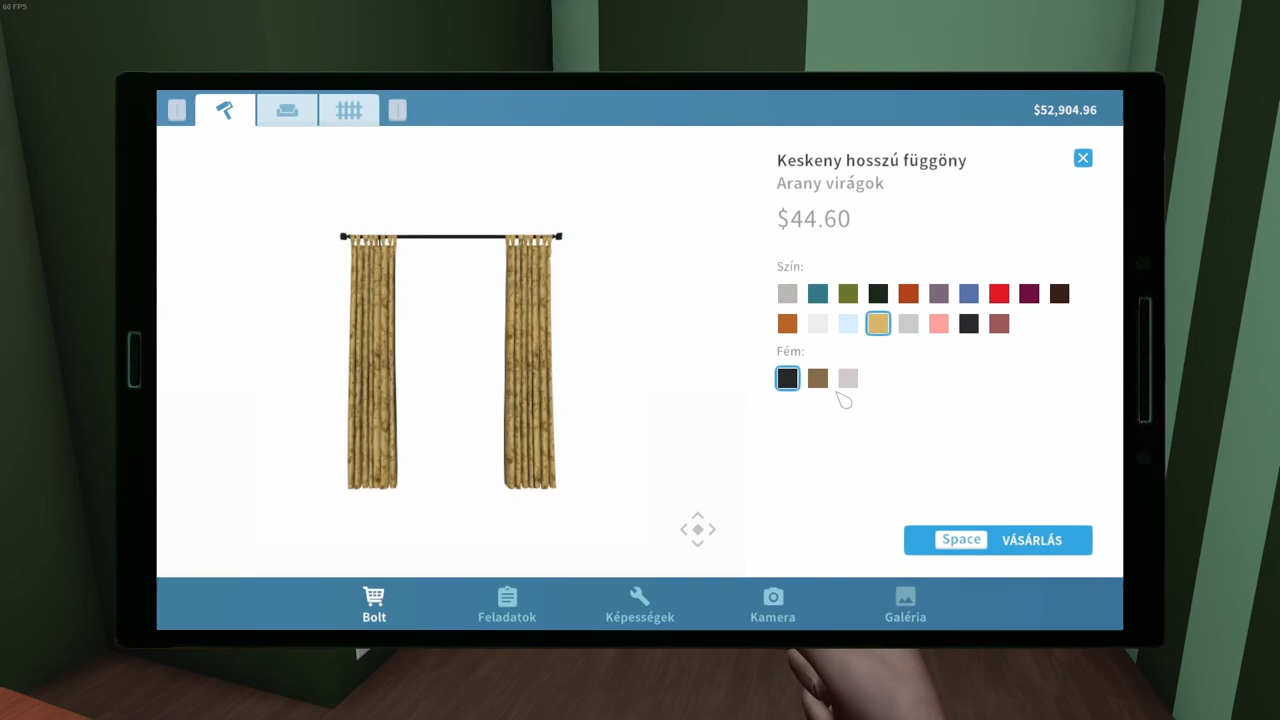 60 FPS
$52,904.96
Keskeny hosszú függöny
Arany virágok
$44.60
Szín:
Fém:
Space VÁSÁRLÁS
Bolt Feladatok Képességek Kamera Galéria